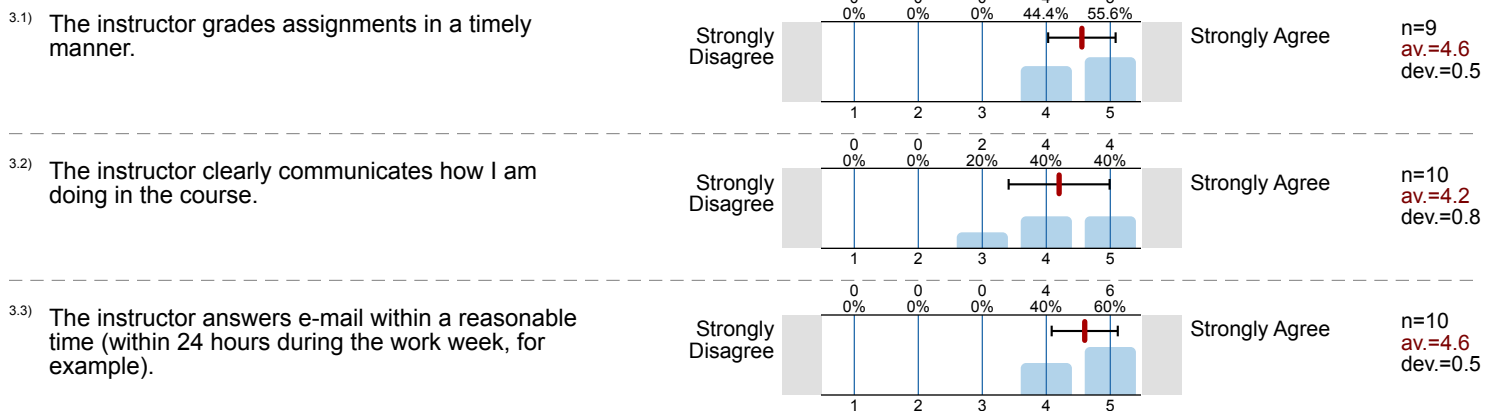 0% 0% 0% 44.4% 55.6%
3.1) The instructor grades assignments in a timely
manner.
Strongly
Disagree
Strongly Agree
n=9
av.=4.6
dev.=0.5
1 2 3 4 5
0 0 2 4 4
0% 0% 20% 40% 40%
3.2) The instructor clearly communicates how I am
doing in the course.
Strongly
Disagree
Strongly Agree
n=10
av.=4.2
dev.=0.8
1 2 3 4 5
0 0 0 4 6
0% 0% 0% 40% 60%
3.3) The instructor answers e-mail within a reasonable
time (within 24 hours during the work week, for
example).
Strongly
Disagree
Strongly Agree
n=10
av.=4.6
dev.=0.5
1 2 3 4 5